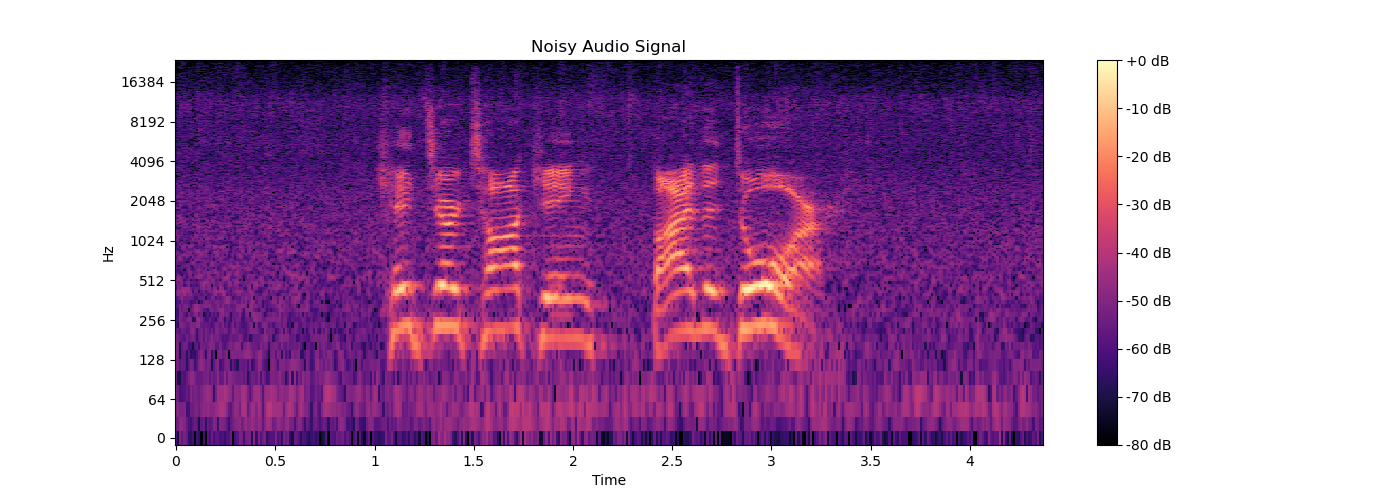 Noisy Audio Signal
Hz
16384
8192
4096
2048
1024
512
256
128
64
0
0 0.5 1 1.5 2 2.5 3 3.5 4
Time
+0 dB
-10 dB
-20 dB
-30 dB
-40 dB
-50 dB
-60 dB
-70 dB
-80 dB